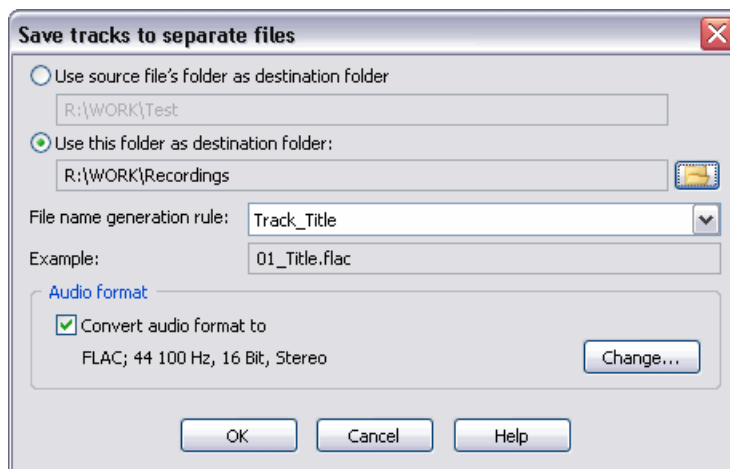 Save tracks to separate files
Use source file's folder as destination folder
R:\WORK\Test
Use this folder as destination folder:
R:\WORK\Recordings
File name generation rule: Track_Title
Example: 01_Title.flac
Audio format
Convert audio format to
FLAC; 44 100 Hz, 16 Bit, Stereo Change...
OK Cancel Help